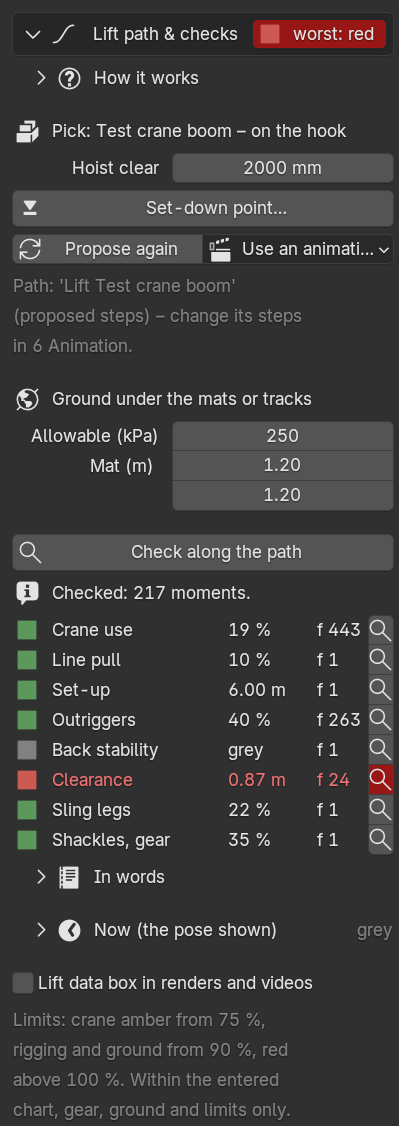 Lift path & checks worst: red
How it works
Pick: Test crane boom – on the hook
Hoist clear 2000 mm
Set-down point...
Propose again Use an animati...
Path: 'Lift Test crane boom'
(proposed steps) – change its steps
in 6 Animation.
Ground under the mats or tracks
Allowable (kPa) 250
Mat (m) 1.20
1.20
Check along the path
Checked: 217 moments.
Crane use 19 % f 443
Line pull 10 % f 1
Set-up 6.00 m f 1
Outriggers 40 % f 263
Back stability grey f 1
Clearance 0.87 m f 24
Sling legs 22 % f 1
Shackles, gear 35 % f 1
In words
Now (the pose shown) grey
Lift data box in renders and videos
Limits: crane amber from 75 %,
rigging and ground from 90 %, red
above 100 %. Within the entered
chart, gear, ground and limits only.